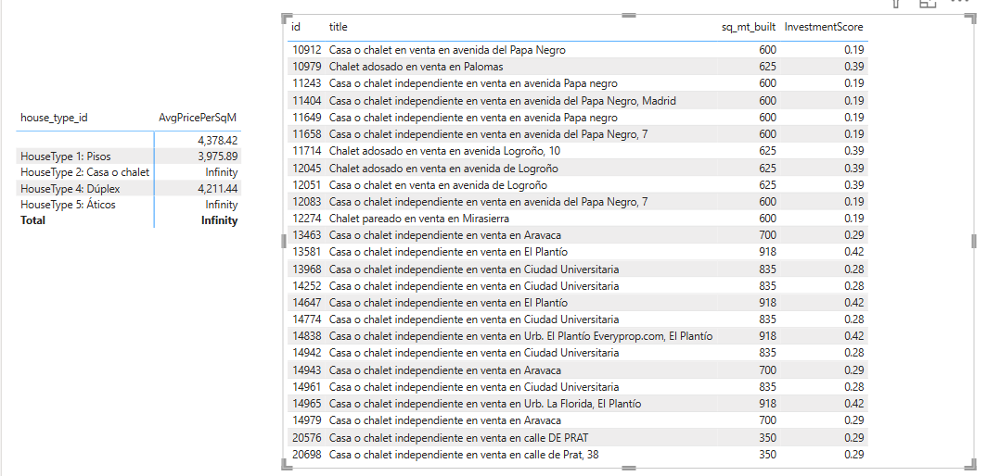 house_type_id AvgPricePerSqM
4,378.42
HouseType 1: Pisos 3,975.89
HouseType 2: Casa o chalet Infinity
HouseType 4: Dúplex 4,211.44
HouseType 5: Áticos Infinity
Total Infinity
id title sq_mt_built InvestmentScore
10912 Casa o chalet en venta en avenida del Papa Negro 600 0.19
10979 Chalet adosado en venta en Palomas 625 0.39
11243 Casa o chalet independiente en venta en avenida Papa negro 600 0.19
11404 Casa o chalet independiente en venta en avenida del Papa Negro, Madrid 600 0.19
11649 Casa o chalet independiente en venta en avenida Papa negro 600 0.19
11658 Casa o chalet independiente en venta en avenida del Papa Negro, 7 600 0.19
11714 Chalet adosado en venta en avenida Logroño, 10 625 0.39
12045 Chalet adosado en venta en avenida de Logroño 625 0.39
12051 Casa o chalet en venta en avenida de Logroño 625 0.39
12083 Casa o chalet independiente en venta en avenida del Papa Negro, 7 600 0.19
12274 Chalet pareado en venta en Mirasierra 600 0.19
13463 Casa o chalet independiente en venta en Aravaca 700 0.29
13581 Casa o chalet independiente en venta en El Plantío 918 0.42
13968 Casa o chalet independiente en venta en Ciudad Universitaria 835 0.28
14252 Casa o chalet independiente en venta en Ciudad Universitaria 835 0.28
14647 Casa o chalet independiente en venta en El Plantío 918 0.42
14774 Casa o chalet independiente en venta en Ciudad Universitaria 835 0.28
14838 Casa o chalet independiente en venta en Urb. El Plantío Everyprop.com, El Plantío 918 0.42
14942 Casa o chalet independiente en venta en Ciudad Universitaria 835 0.28
14943 Casa o chalet independiente en venta en Aravaca 700 0.29
14961 Casa o chalet independiente en venta en Ciudad Universitaria 835 0.28
14965 Casa o chalet independiente en venta en Urb. La Florida, El Plantío 918 0.42
14979 Casa o chalet independiente en venta en Aravaca 700 0.29
20576 Casa o chalet independiente en venta en calle DE PRAT 350 0.29
20698 Casa o chalet independiente en venta en calle de Prat, 38 350 0.29